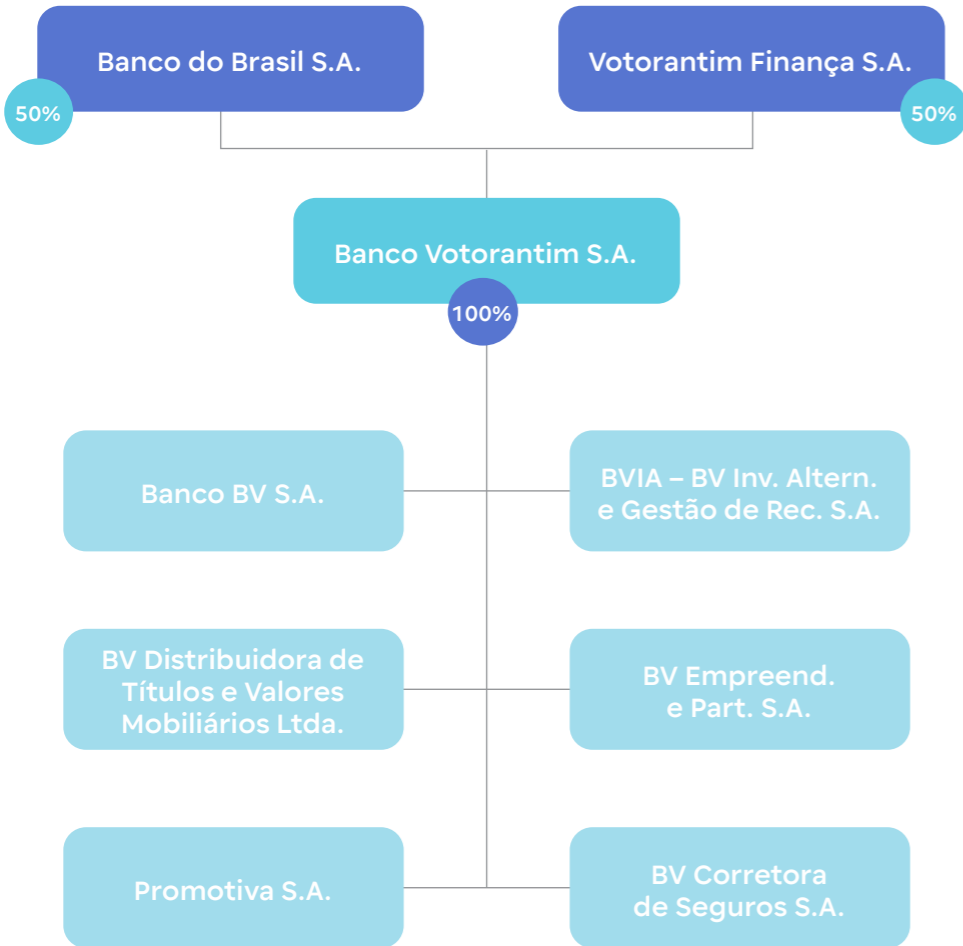 Banco do Brasil S.A.
50%
Votorantim Finança S.A.
50%
Banco Votorantim S.A.
100%
Banco BV S.A.
BVIA – BV Inv. Altern.
e Gestão de Rec. S.A.
BV Distribuidora de
Títulos e Valores
Mobiliários Ltda.
BV Empreend.
e Part. S.A.
Promotiva S.A.
BV Corretora
de Seguros S.A.